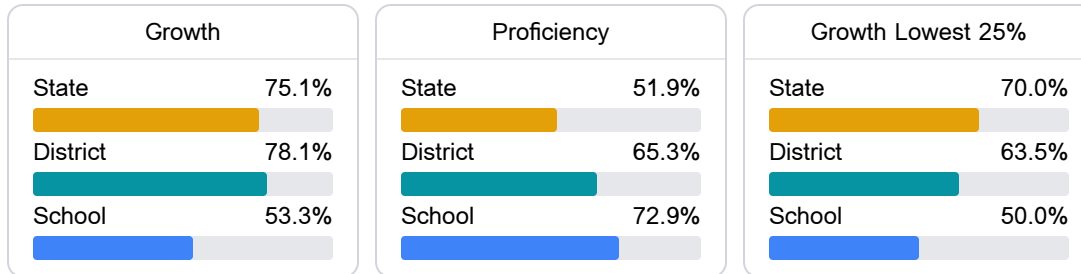 Growth
State 75.1%
District 78.1%
School 53.3%
Proficiency
State 51.9%
District 65.3%
School 72.9%
Growth Lowest 25%
State 70.0%
District 63.5%
School 50.0%